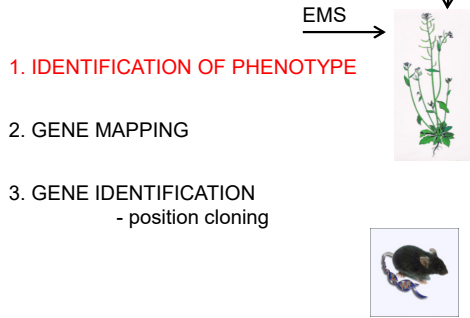 EMS
1. IDENTIFICATION OF PHENOTYPE
2. GENE MAPPING
3. GENE IDENTIFICATION
- position cloning